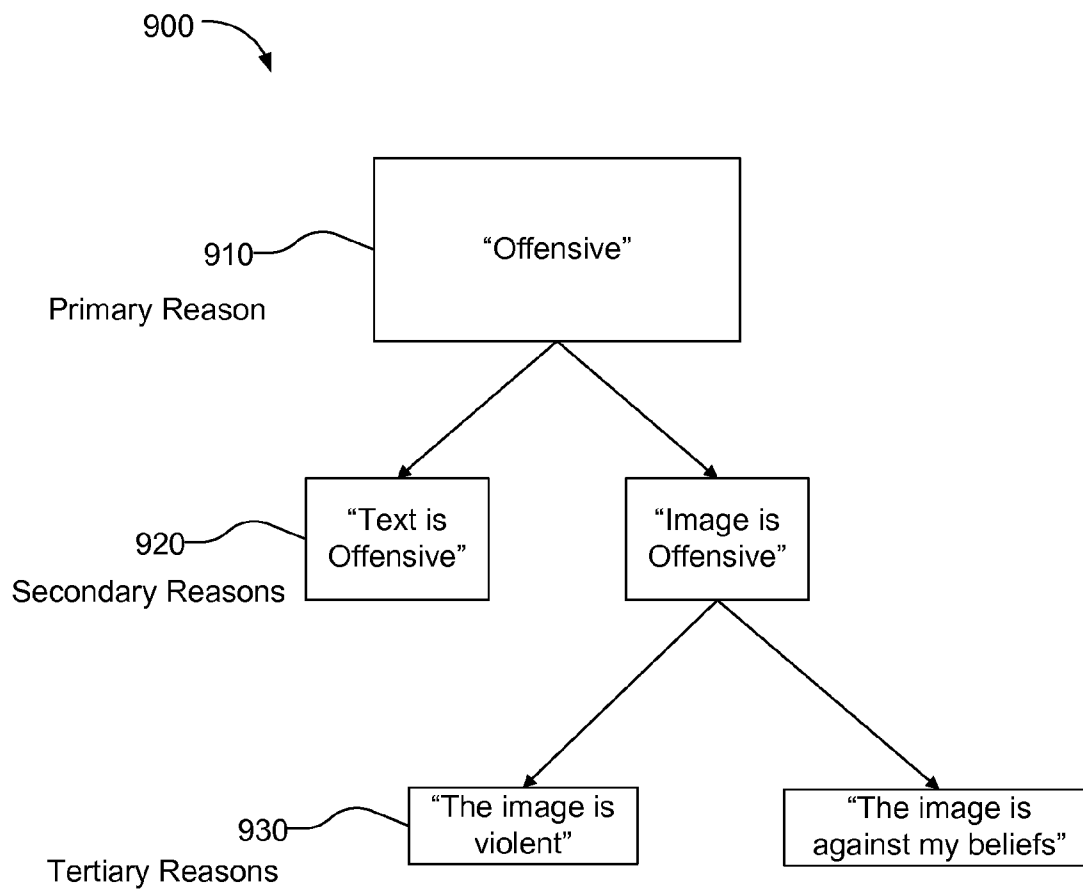 900
“Offensive”
910
Primary Reason
“Text is
Offensive”
“Image is
Offensive”
920
Secondary Reasons
“The image is
violent”
“The image is
against my beliefs”
930
Tertiary Reasons